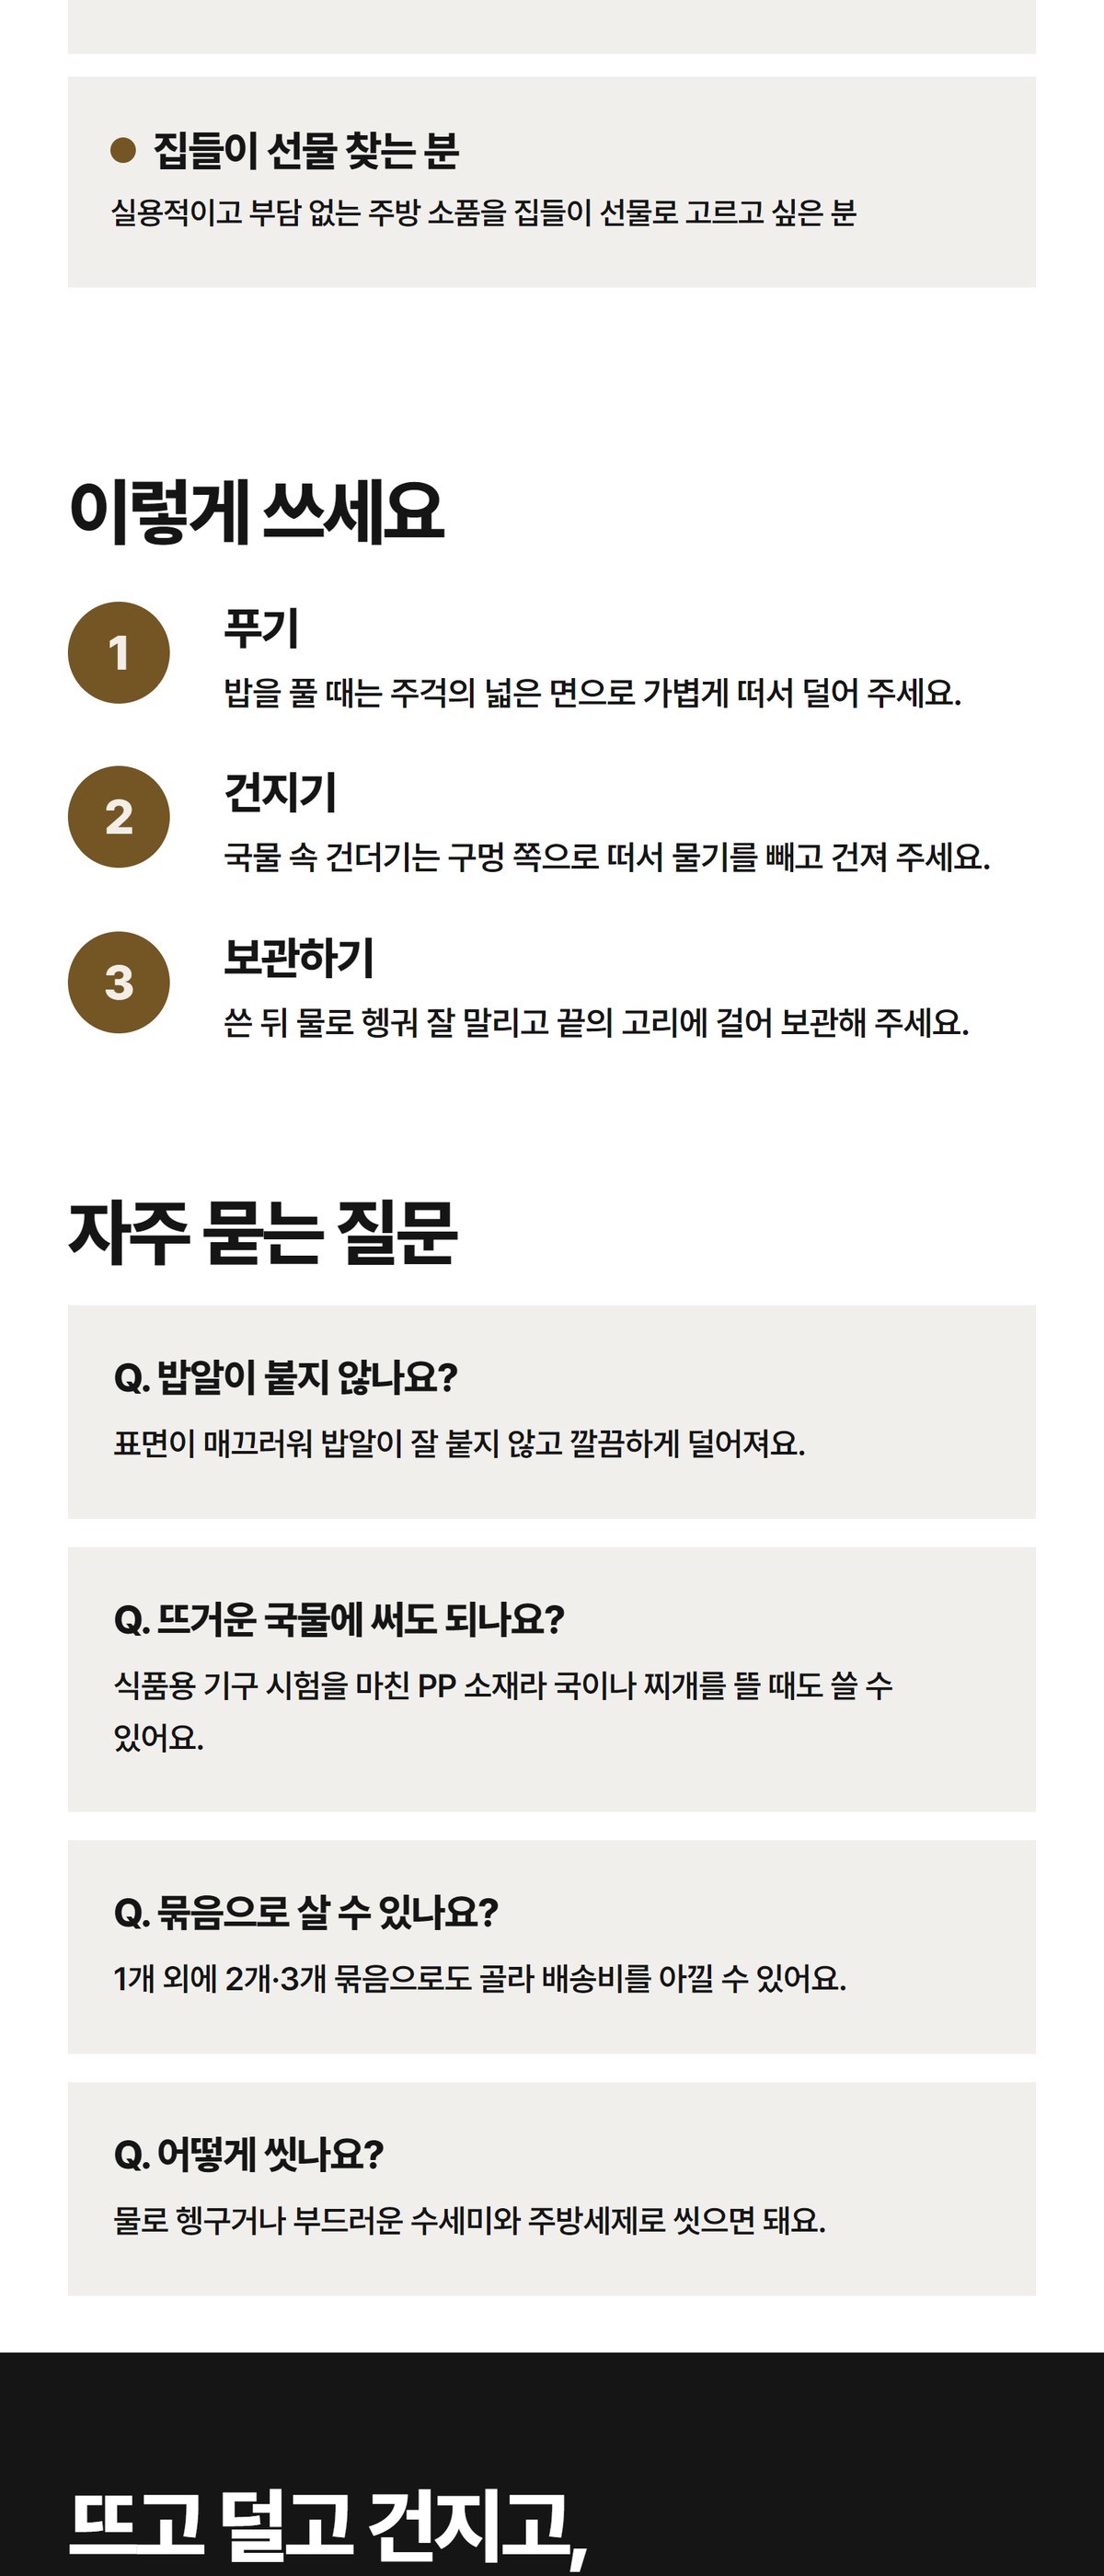 집들이 선물 찾는 분
실용적이고 부담 없는 주방 소품을 집들이 선물로 고르고 싶은 분
이렇게 쓰세요
1
푸기
밥을 풀 때는 주걱의 넓은 면으로 가볍게 떠서 덜어 주세요.
2
건지기
국물 속 건더기는 구멍 쪽으로 떠서 물기를 빼고 건져 주세요.
3
보관하기
쓴 뒤 물로 헹궈 잘 말리고 끝의 고리에 걸어 보관해 주세요.
자주 묻는 질문
Q. 밥알이 붙지 않나요?
표면이 매끄러워 밥알이 잘 붙지 않고 깔끔하게 덜어져요.
Q. 뜨거운 국물에 써도 되나요?
식품용 기구 시험을 마친 PP 소재라 국이나 찌개를 뜰 때도 쓸 수
있어요.
Q. 묶음으로 살 수 있나요?
1개 외에 2개·3개 묶음으로도 골라 배송비를 아낄 수 있어요.
Q. 어떻게 씻나요?
물로 헹구거나 부드러운 수세미와 주방세제로 씻으면 돼요.
뜨고 덜고 건지고,